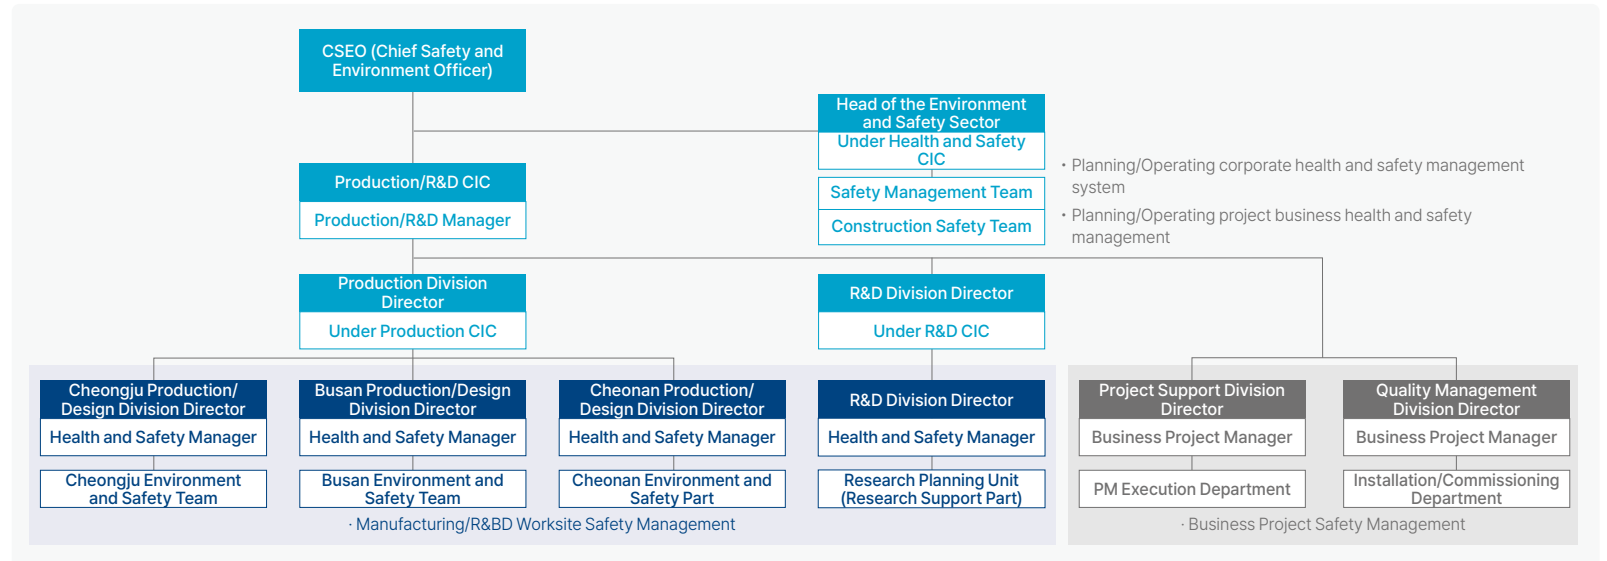 CSEO (Chief Safety and
Environment Officer)
Head of the Environment
and Safety Sector
Under Health and Safety
CIC
Safety Management Team
Construction Safety Team
· Planning/Operating corporate health and safety management
system
· Planning/Operating project business health and safety
management
Production/R&D CIC
Production/R&D Manager
Production Division
Director
Under Production CIC
R&D Division Director
Under R&D CIC
Cheongju Production/
Design Division Director
Health and Safety Manager
Cheongju Environment
and Safety Team
Busan Production/Design
Division Director
Health and Safety Manager
Busan Environment and
Safety Team
Cheonan Production/
Design Division Director
Health and Safety Manager
Cheonan Environment and
Safety Part
R&D Division Director
Health and Safety Manager
Research Planning Unit
(Research Support Part)
· Manufacturing/R&BD Worksite Safety Management
Project Support Division
Director
Business Project Manager
PM Execution Department
Quality Management
Division Director
Business Project Manager
Installation/Commissioning
Department
· Business Project Safety Management